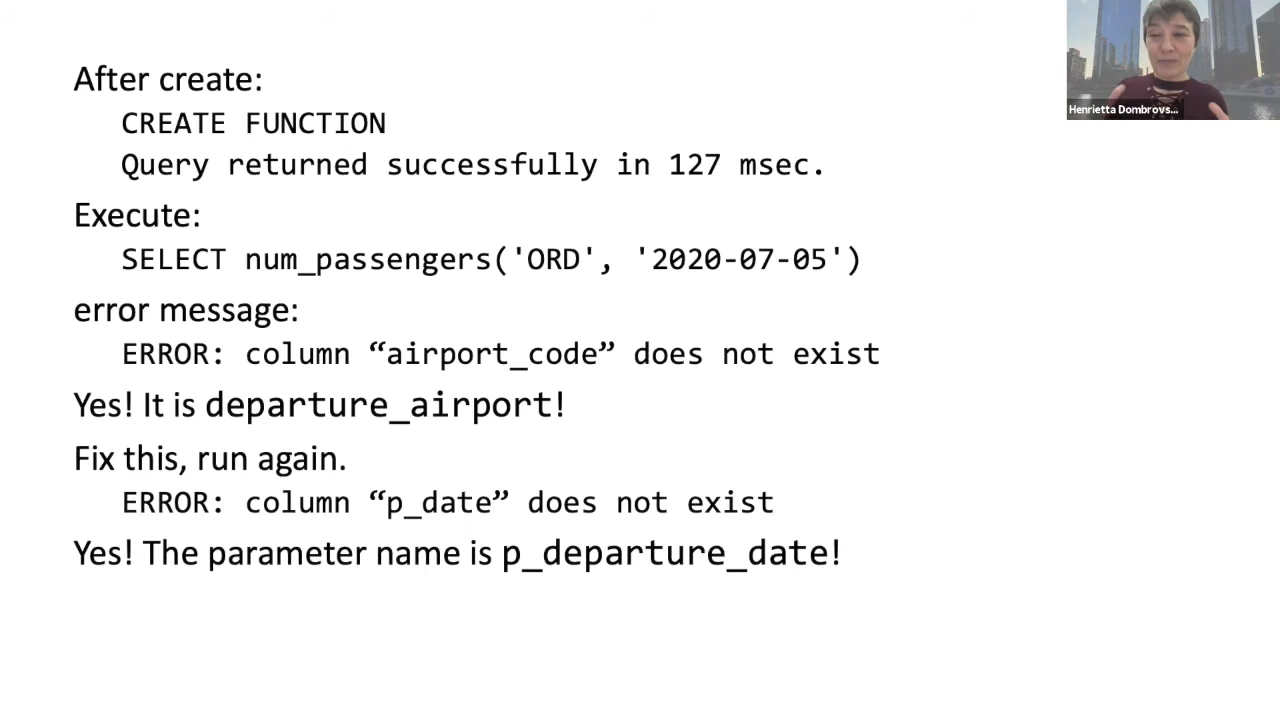 After create:
CREATE FUNCTION
Query returned successfully in 127 msec.
Execute:
SELECT num_passengers('ORD', '2020-07-05')
error message:
ERROR: column “airport_code” does not exist
Yes! It is departure_airport!
Fix this, run again.
ERROR: column “p_date” does not exist
Yes! The parameter name is p_departure_date!
Henrietta Dombrovs...